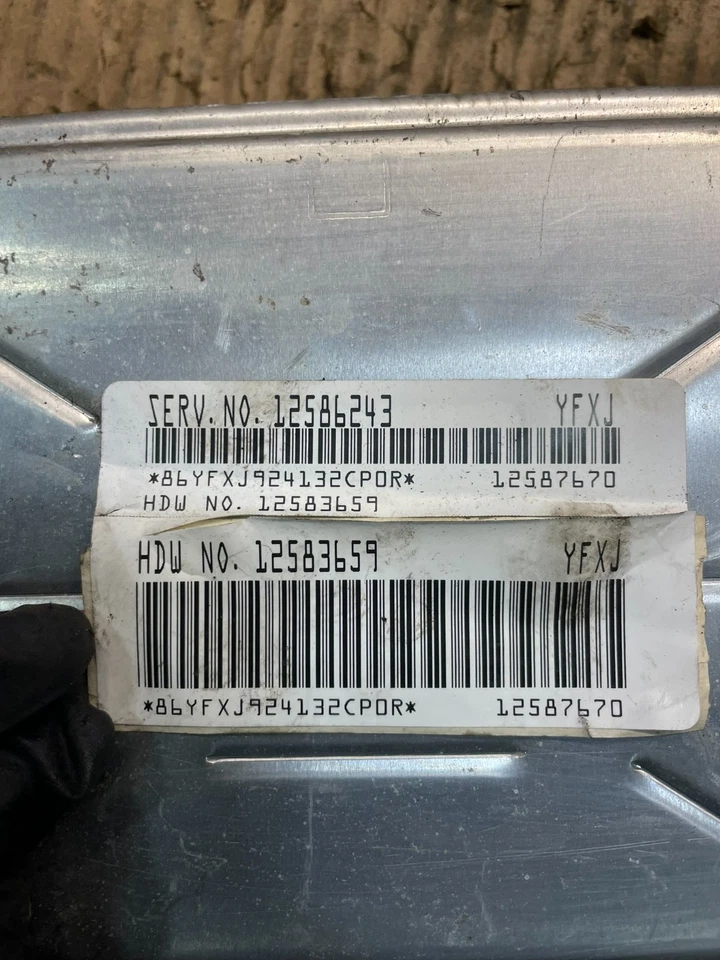 SERV. NO. 12586243 YFXJ
*86YFXJ924132CPOR* 12587670
HDW NO. 12583659
HDW NO. 12583659 YFXJ
*86YFXJ924132CPOR* 12587670